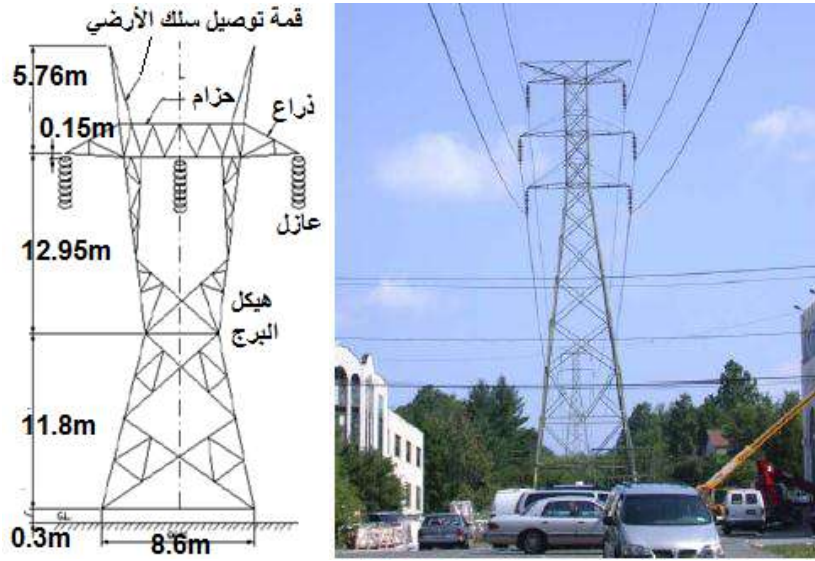 قمة توصيل سلك الأرضي
5.76m
حزام
ذراع
0.15m
عازل
12.95m
هيكل
البرج
11.8m
G.L.
0.3m
8.6m